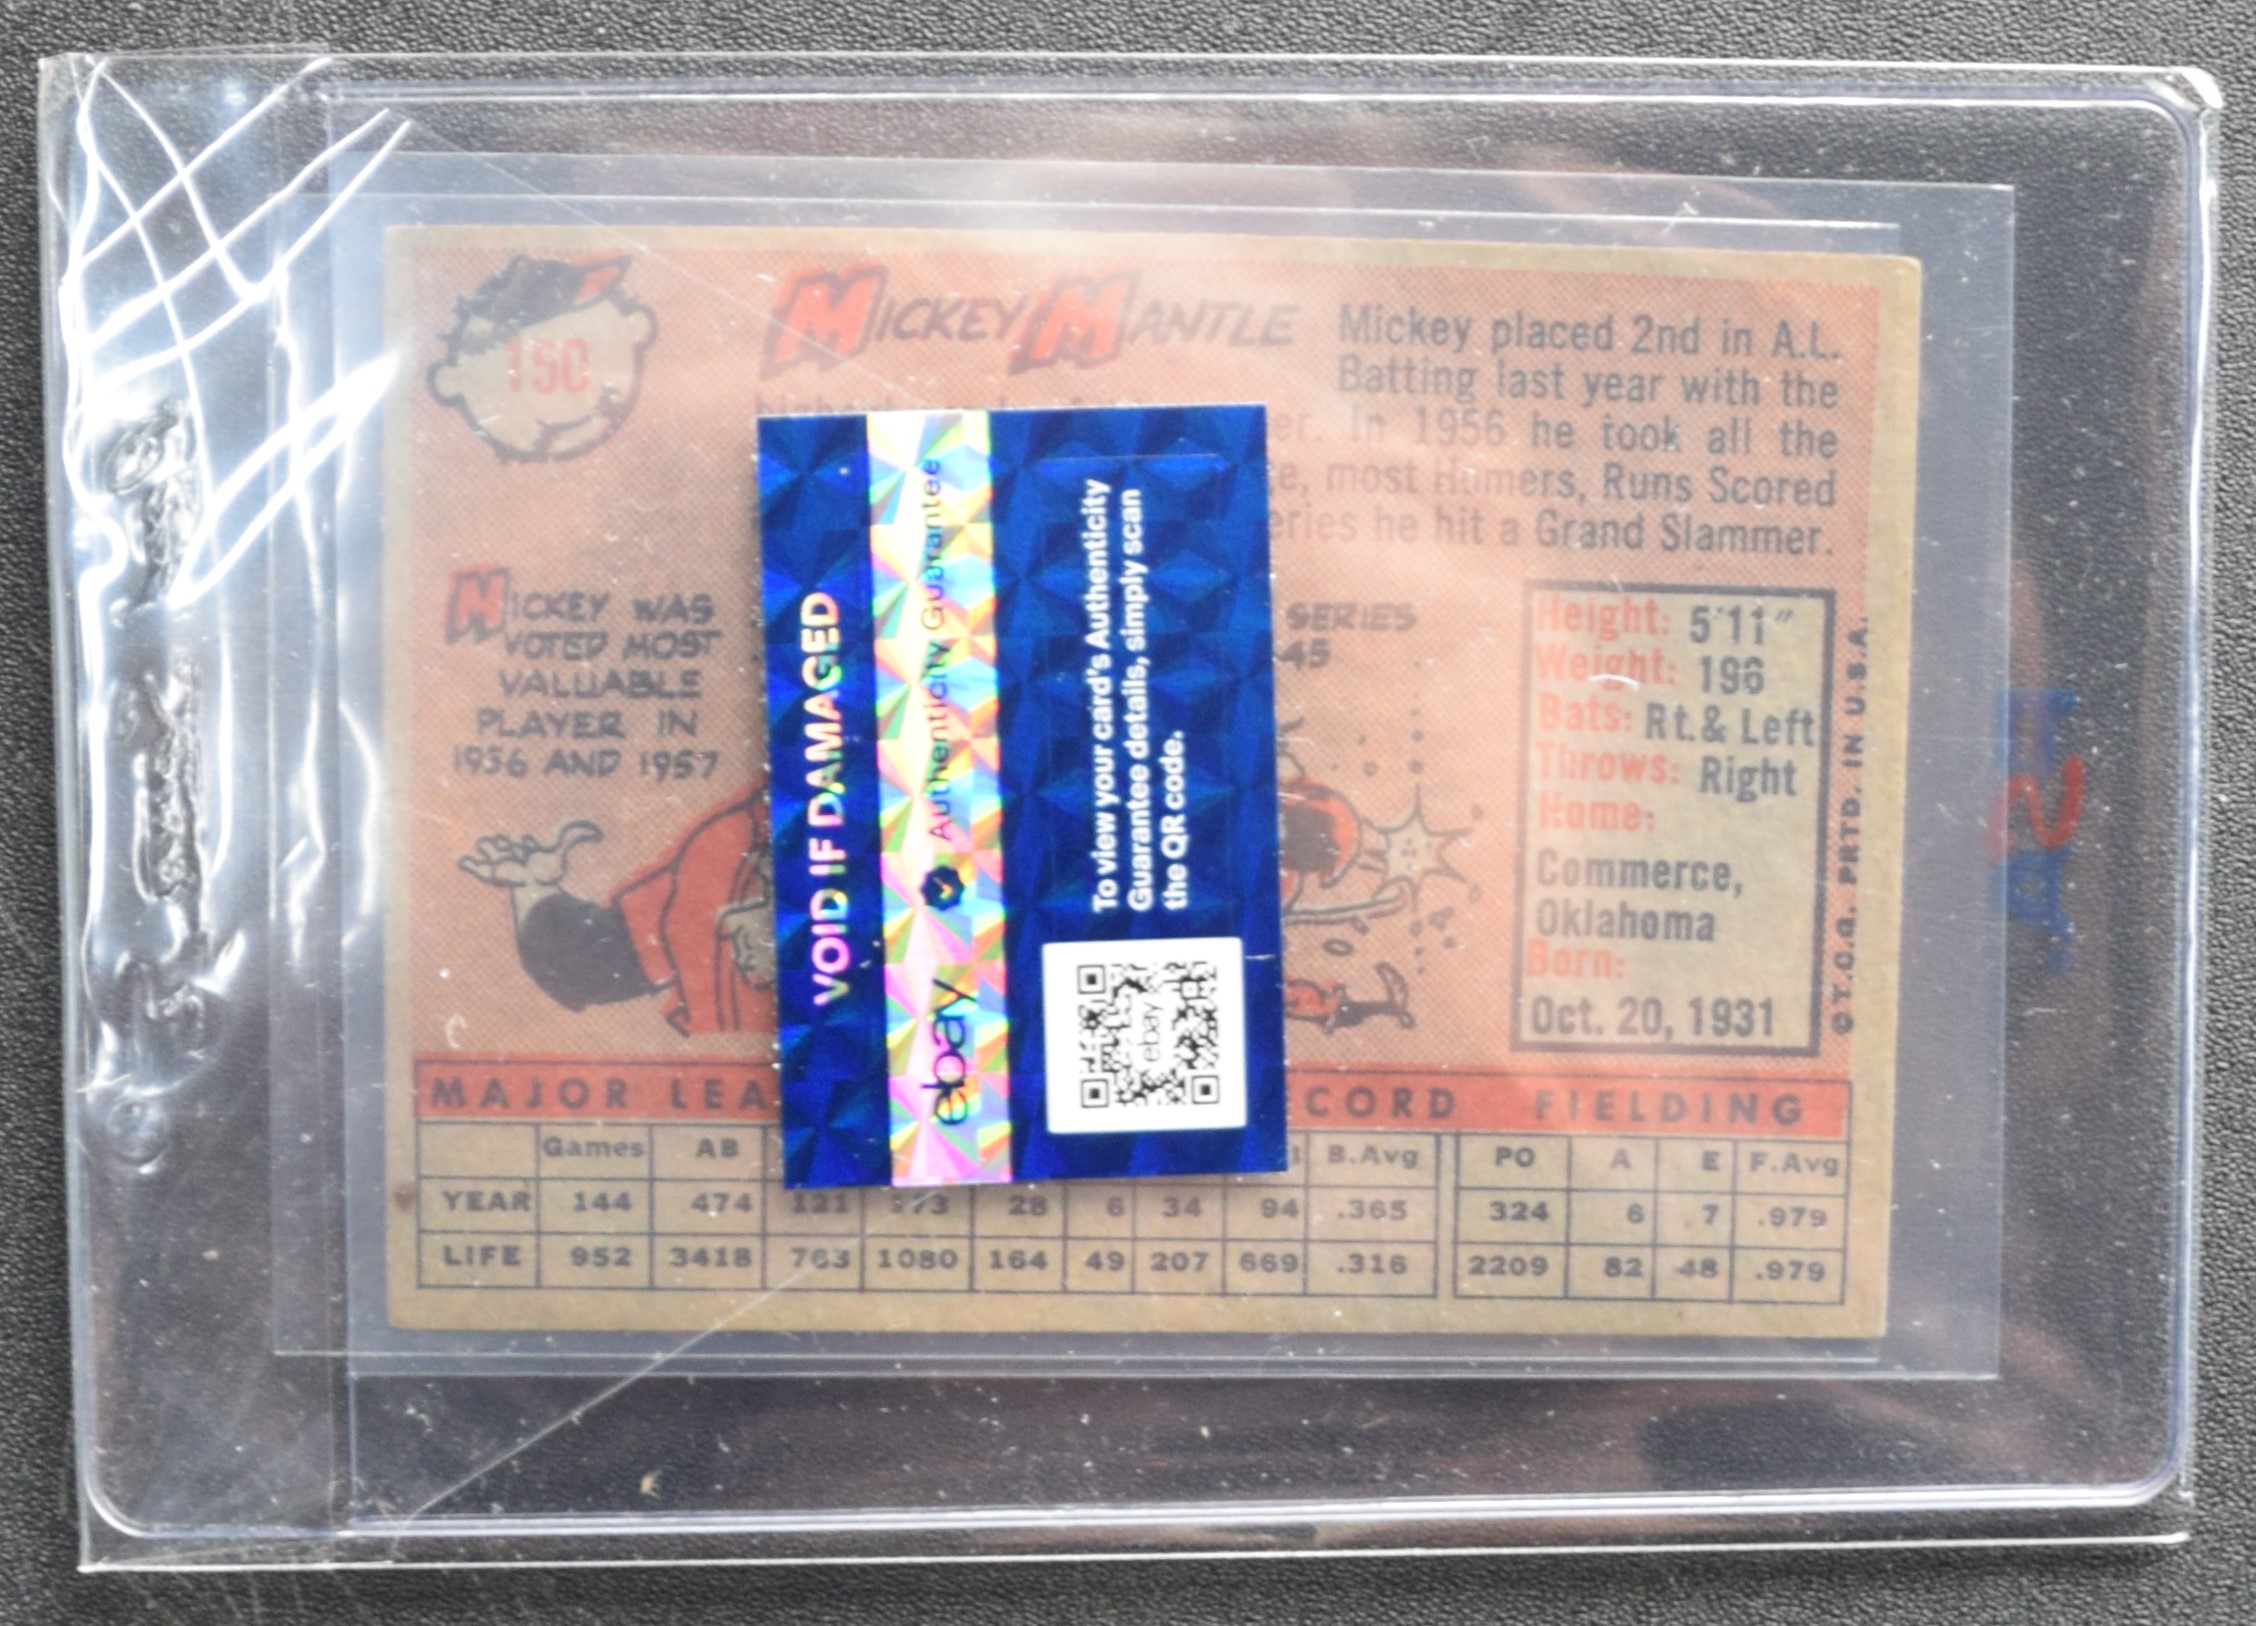 150
MICKEY MANTLE
Mickey placed 2nd in A.L.
Batting last year with the
er. In 1956 he took all the
most Homers, Runs Scored
eries he hit a Grand Slammer.
MICKEY WAS
VOTED MOST
VALUABLE
PLAYER IN
1956 AND 1957
VOID IF DAMAGED
ebay Authenticity Guarantee
To view your card's Authenticity
Guarantee details, simply scan
the QR code.
ebay
SERIES
45
Height: 5'11"
Weight: 196
Bats: Rt. & Left
Throws: Right
Home:
Commerce,
Oklahoma
Born:
Oct. 20, 1931
©T.C.G. PRTD. IN U.S.A.
MAJOR LEA CORD FIELDING
Games AB B.Avg PO A E F.Avg
YEAR 144 474 121 173 28 6 34 94 .365 324 6 7 .979
LIFE 952 3418 763 1080 164 49 207 669 .316 2209 82 48 .979